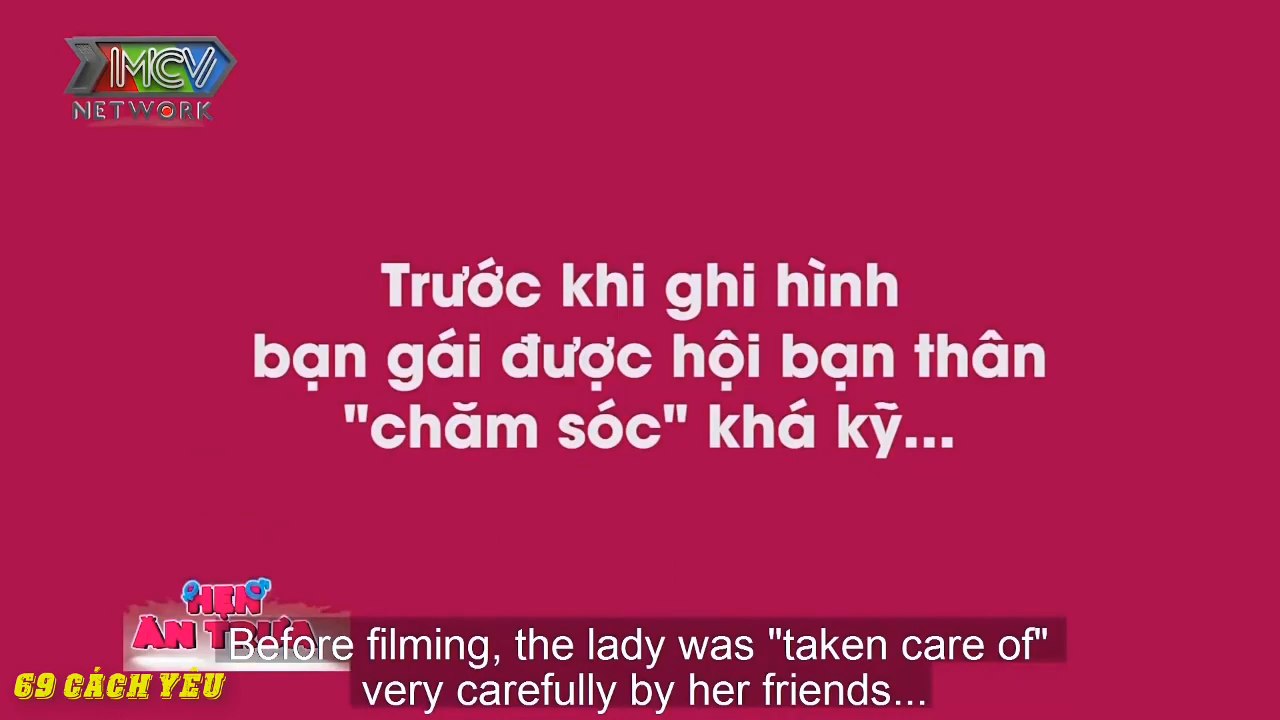 MCV
NETWORK
Trước khi ghi hình
bạn gái được hội bạn thân
"chăm sóc" khá kỹ...
HẸN
ĂN TRƯA
Before filming, the lady was "taken care of"
very carefully by her friends...
69 CÁCH YÊU